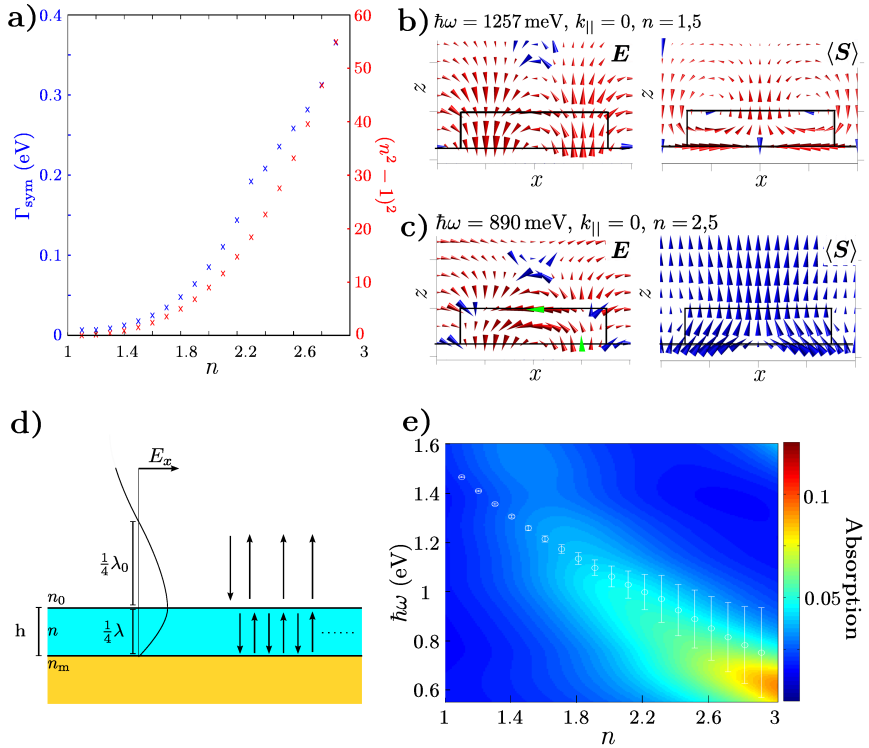 a)
0.4
0.3
0.2
0.1
0
Γsym (eV)
60
50
40
30
20
10
0
(n² − 1)²
1 1.4 1.8 2.2 2.6 3
n
b) ħω = 1257 meV, k|| = 0, n = 1,5
E
⟨S⟩
z
z
x
x
c) ħω = 890 meV, k|| = 0, n = 2,5
E
⟨S⟩
z
z
x
x
d)
Ex
¼λ0
n0
h
n
¼λ
nm
e)
1.6
1.4
1.2
1
0.8
0.6
ħω (eV)
1 1.4 1.8 2.2 2.6 3
n
0.1
0.05
Absorption